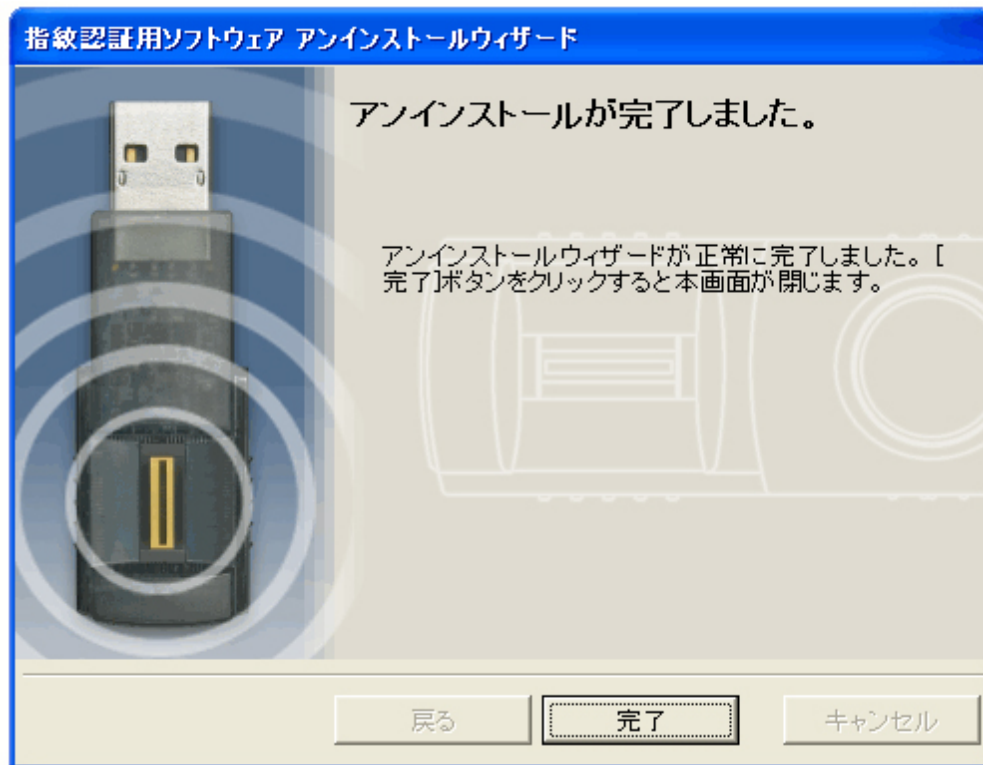 指紋認証用ソフトウェア アンインストールウィザード
アンインストールが完了しました。
アンインストールウィザードが正常に完了しました。[
完了]ボタンをクリックすると本画面が閉じます。
戻る
完了
キャンセル